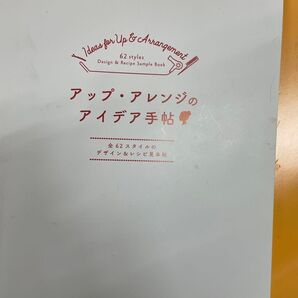 Ideas for Up & Arrangement
62 styles
Design & Recipe Sample Book
アップ・アレンジの
アイデア手帖
全62スタイルの
デザイン&レシピ見本帖